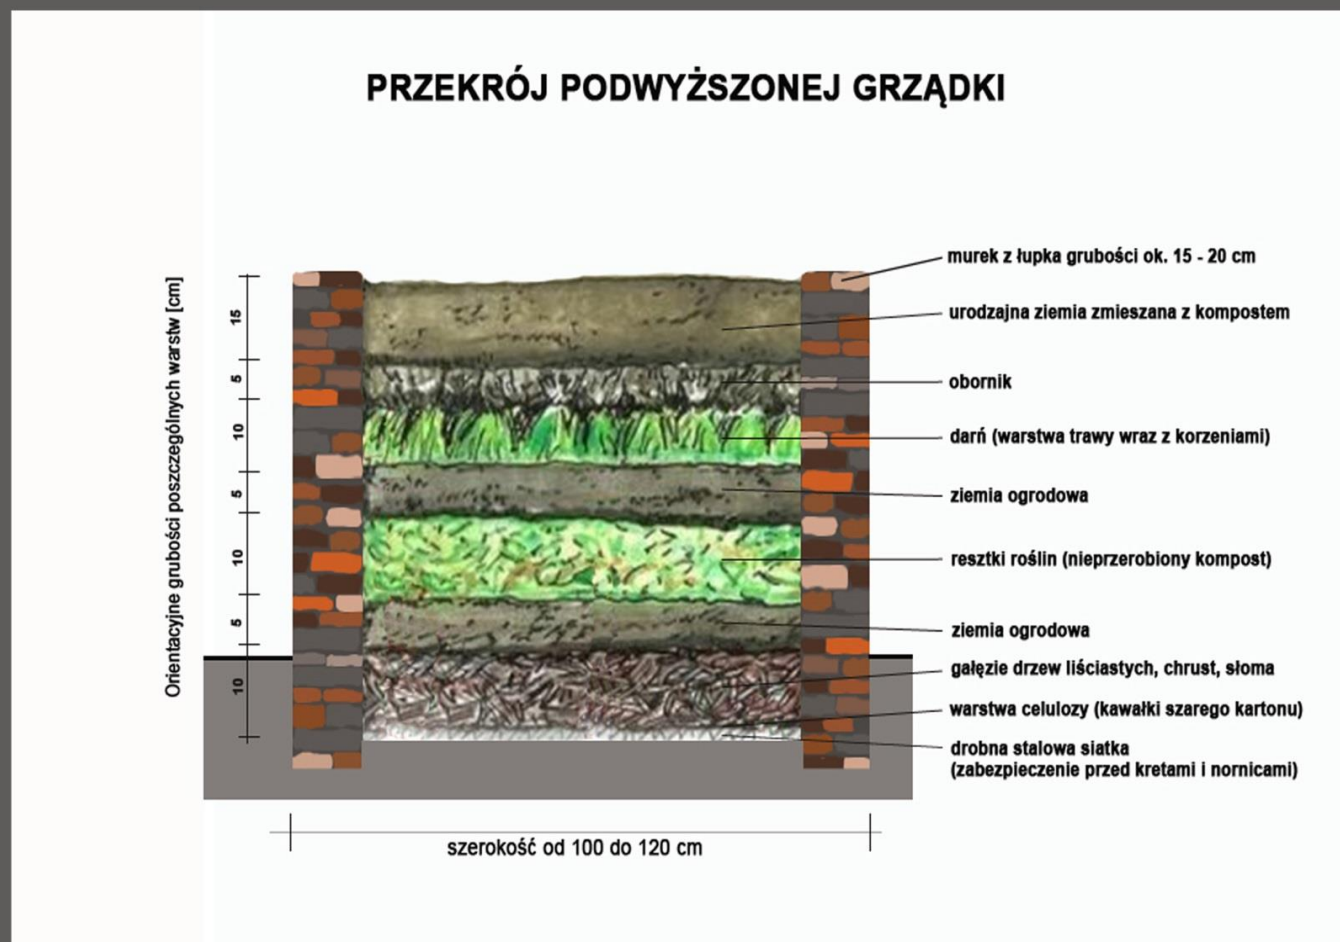 PRZEKRÓJ PODWYŻSZONEJ GRZĄDKI
Orientacyjne grubości poszczególnych warstw [cm]
15
5
10
5
10
5
10
murek z łupka grubości ok. 15 - 20 cm
urodzajna ziemia zmieszana z kompostem
obornik
darń (warstwa trawy wraz z korzeniami)
ziemia ogrodowa
resztki roślin (nieprzerobiony kompost)
ziemia ogrodowa
gałęzie drzew liściastych, chrust, słoma
warstwa celulozy (kawałki szarego kartonu)
drobna stalowa siatka
(zabezpieczenie przed kretami i nornicami)
szerokość od 100 do 120 cm